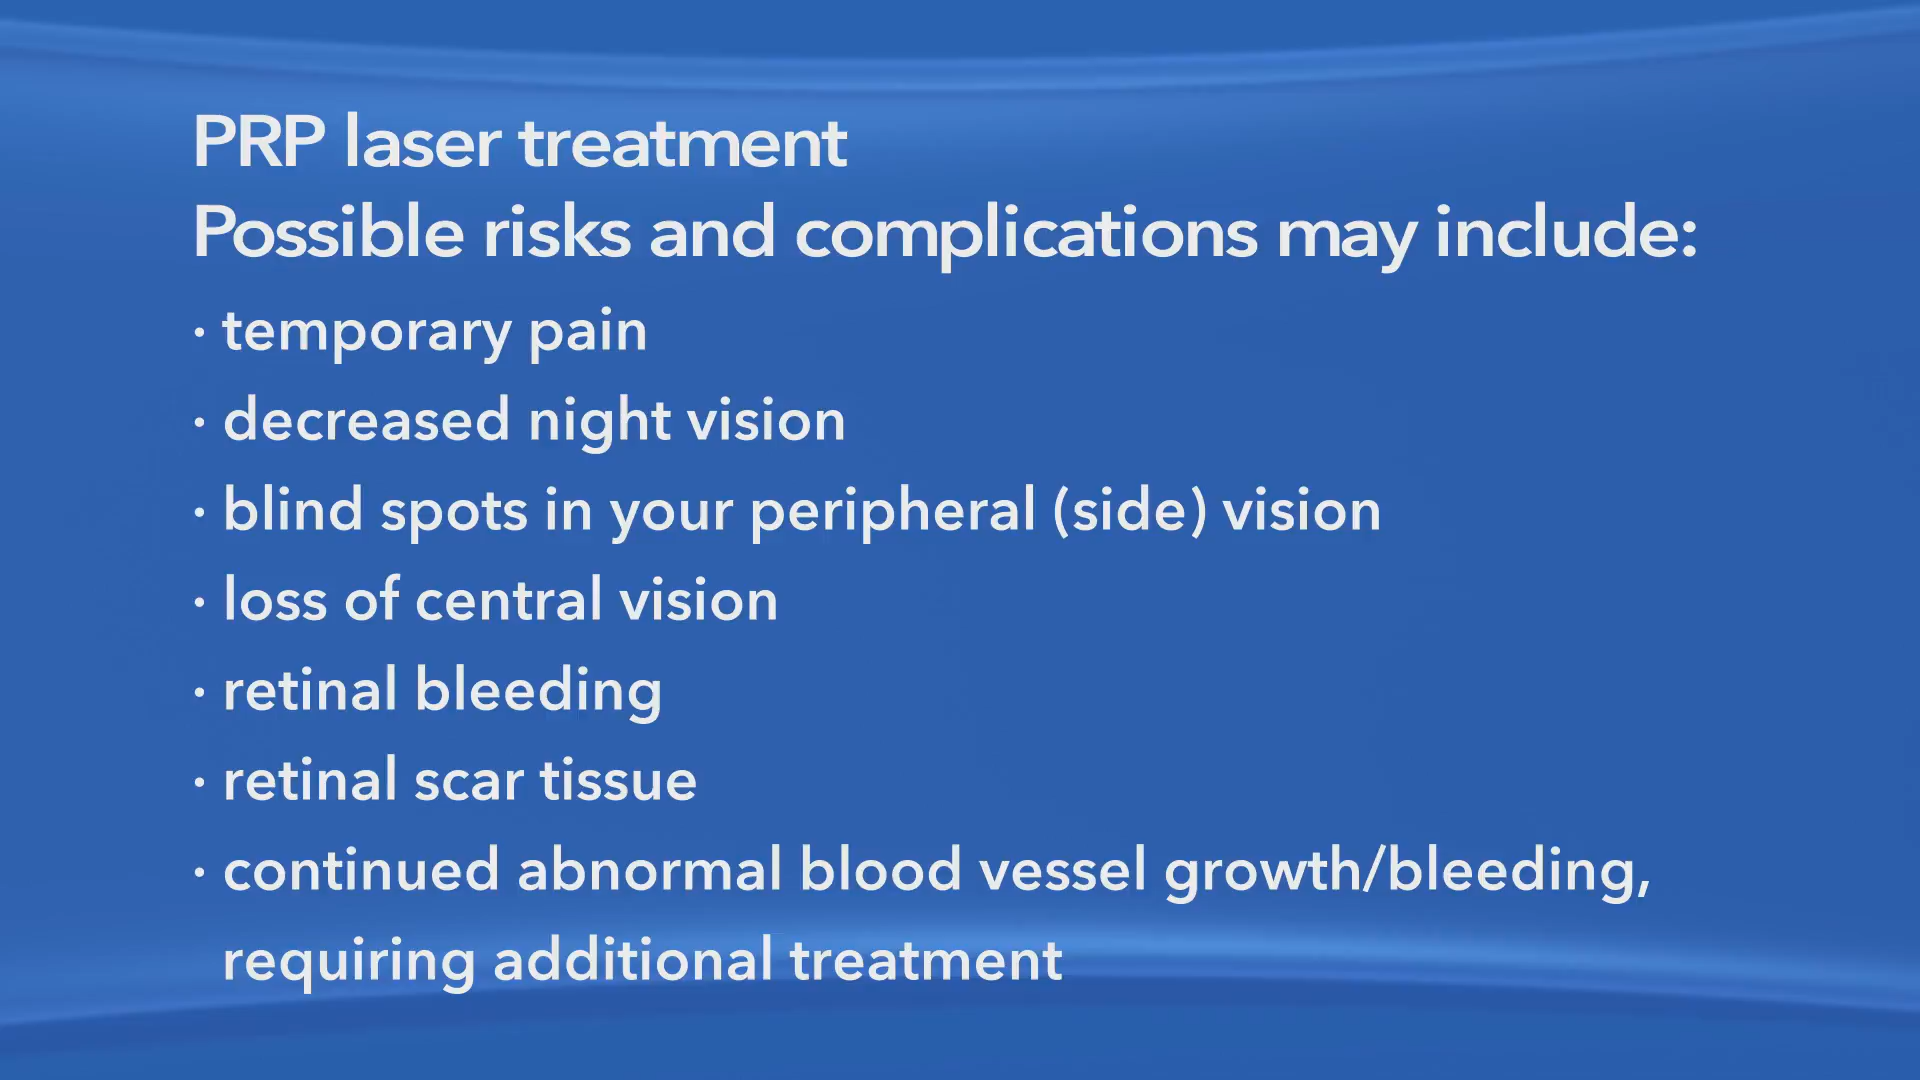 PRP laser treatment
Possible risks and complications may include:
· temporary pain
· decreased night vision
· blind spots in your peripheral (side) vision
· loss of central vision
· retinal bleeding
· retinal scar tissue
· continued abnormal blood vessel growth/bleeding,
requiring additional treatment